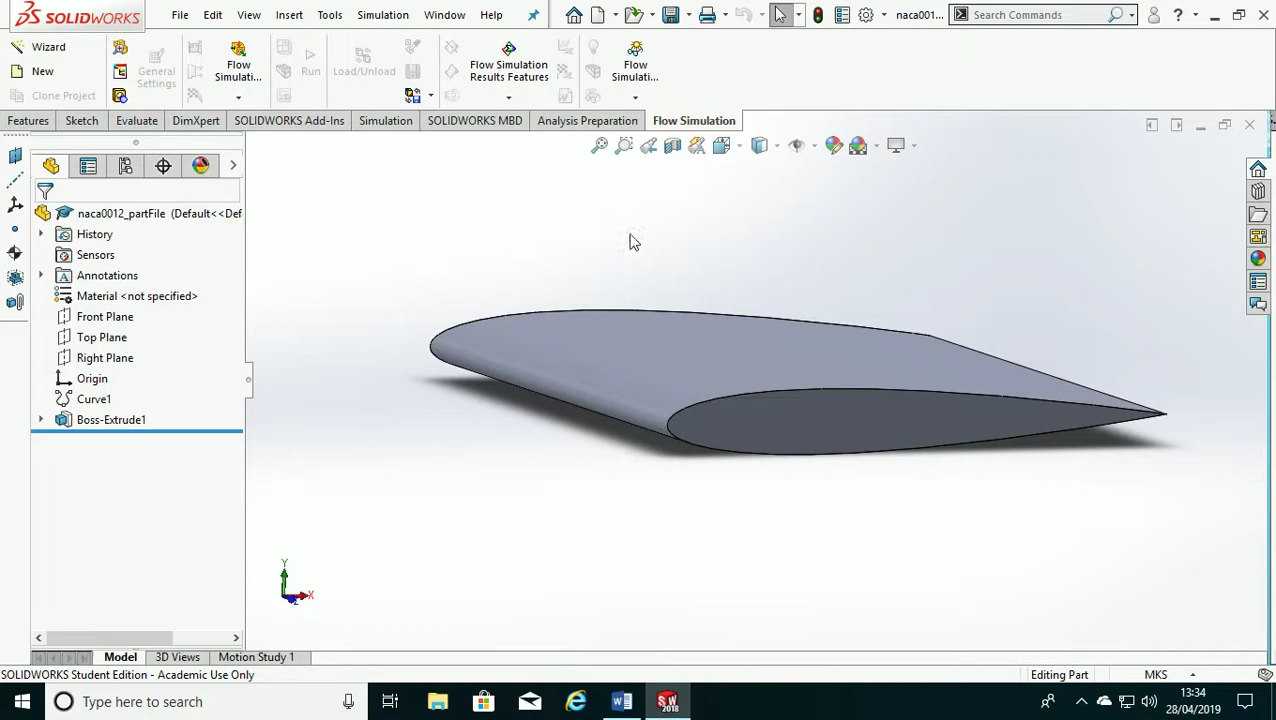 SOLIDWORKS File Edit View Insert Tools Simulation Window Help naca001... Search Commands ?
Wizard
New
Clone Project
General Settings
Flow Simulati...
Run
Load/Unload
Flow Simulation Results Features
Flow Simulati...
Features Sketch Evaluate DimXpert SOLIDWORKS Add-Ins Simulation SOLIDWORKS MBD Analysis Preparation Flow Simulation
naca0012_partFile (Default<<Def
History
Sensors
Annotations
Material <not specified>
Front Plane
Top Plane
Right Plane
Origin
Curve1
Boss-Extrude1
Y
X
Z
Model 3D Views Motion Study 1
SOLIDWORKS Student Edition - Academic Use Only Editing Part MKS
Type here to search
SW 2018
13:34
28/04/2019